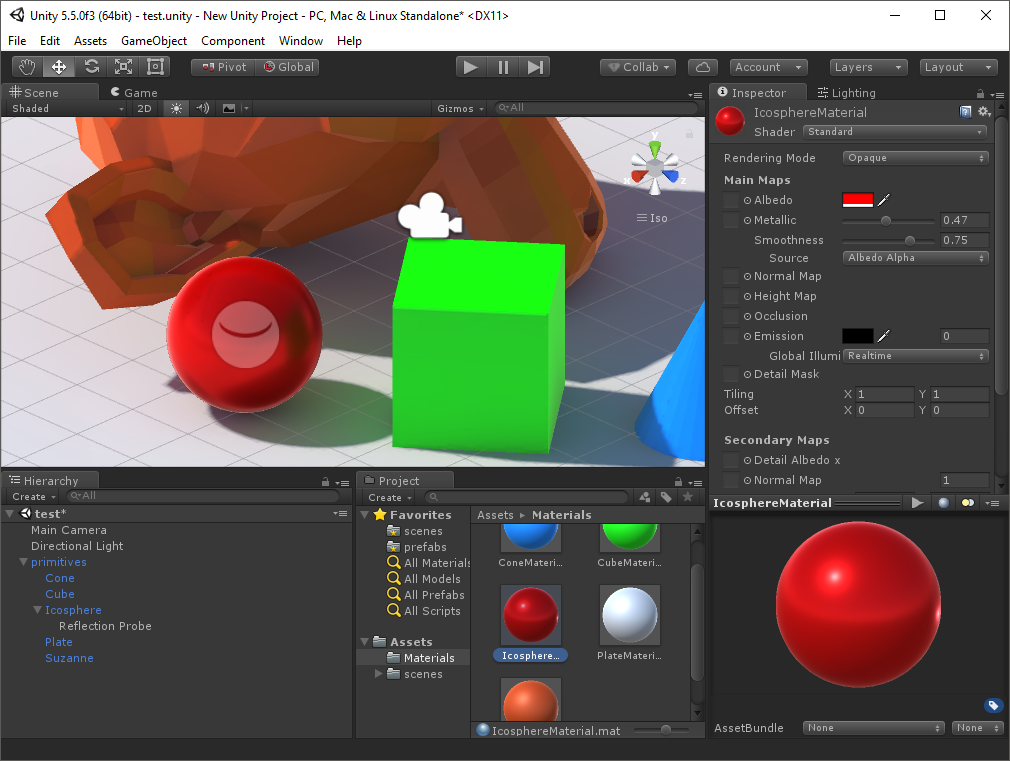 Unity 5.5.0f3 (64bit) - test.unity - New Unity Project - PC, Mac & Linux Standalone* <DX11>
File Edit Assets GameObject Component Window Help
Pivot Global Collab Account Layers Layout
Scene Game
Shaded 2D Gizmos All
y
x z
Iso
Inspector Lighting
IcosphereMaterial
Shader Standard
Rendering Mode Opaque
Main Maps
Albedo
Metallic 0.47
Smoothness 0.75
Source Albedo Alpha
Normal Map
Height Map
Occlusion
Emission 0
Global Illumi Realtime
Detail Mask
Tiling X 1 Y 1
Offset X 0 Y 0
Secondary Maps
Detail Albedo x
Normal Map 1
Hierarchy
Create All
test*
Main Camera
Directional Light
primitives
Cone
Cube
Icosphere
Reflection Probe
Plate
Suzanne
Project
Create
Favorites
scenes
prefabs
All Materials
All Models
All Prefabs
All Scripts
Assets
Materials
scenes
Assets Materials
ConeMateri...
CubeMateri...
Icosphere...
PlateMateri...
IcosphereMaterial.mat
IcosphereMaterial
AssetBundle None None